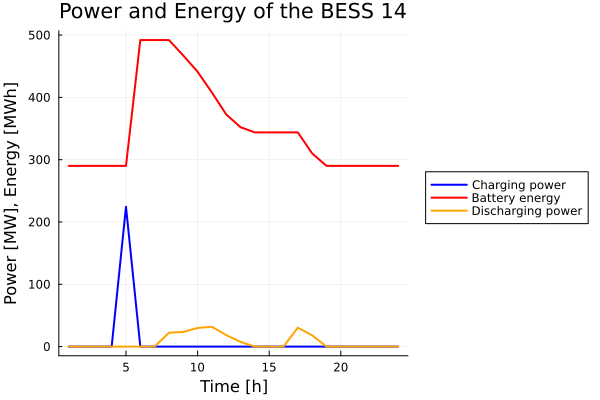 Power and Energy of the BESS 14
Power [MW], Energy [MWh]
500
400
300
200
100
0
5
10
15
20
Time [h]
Charging power
Battery energy
Discharging power